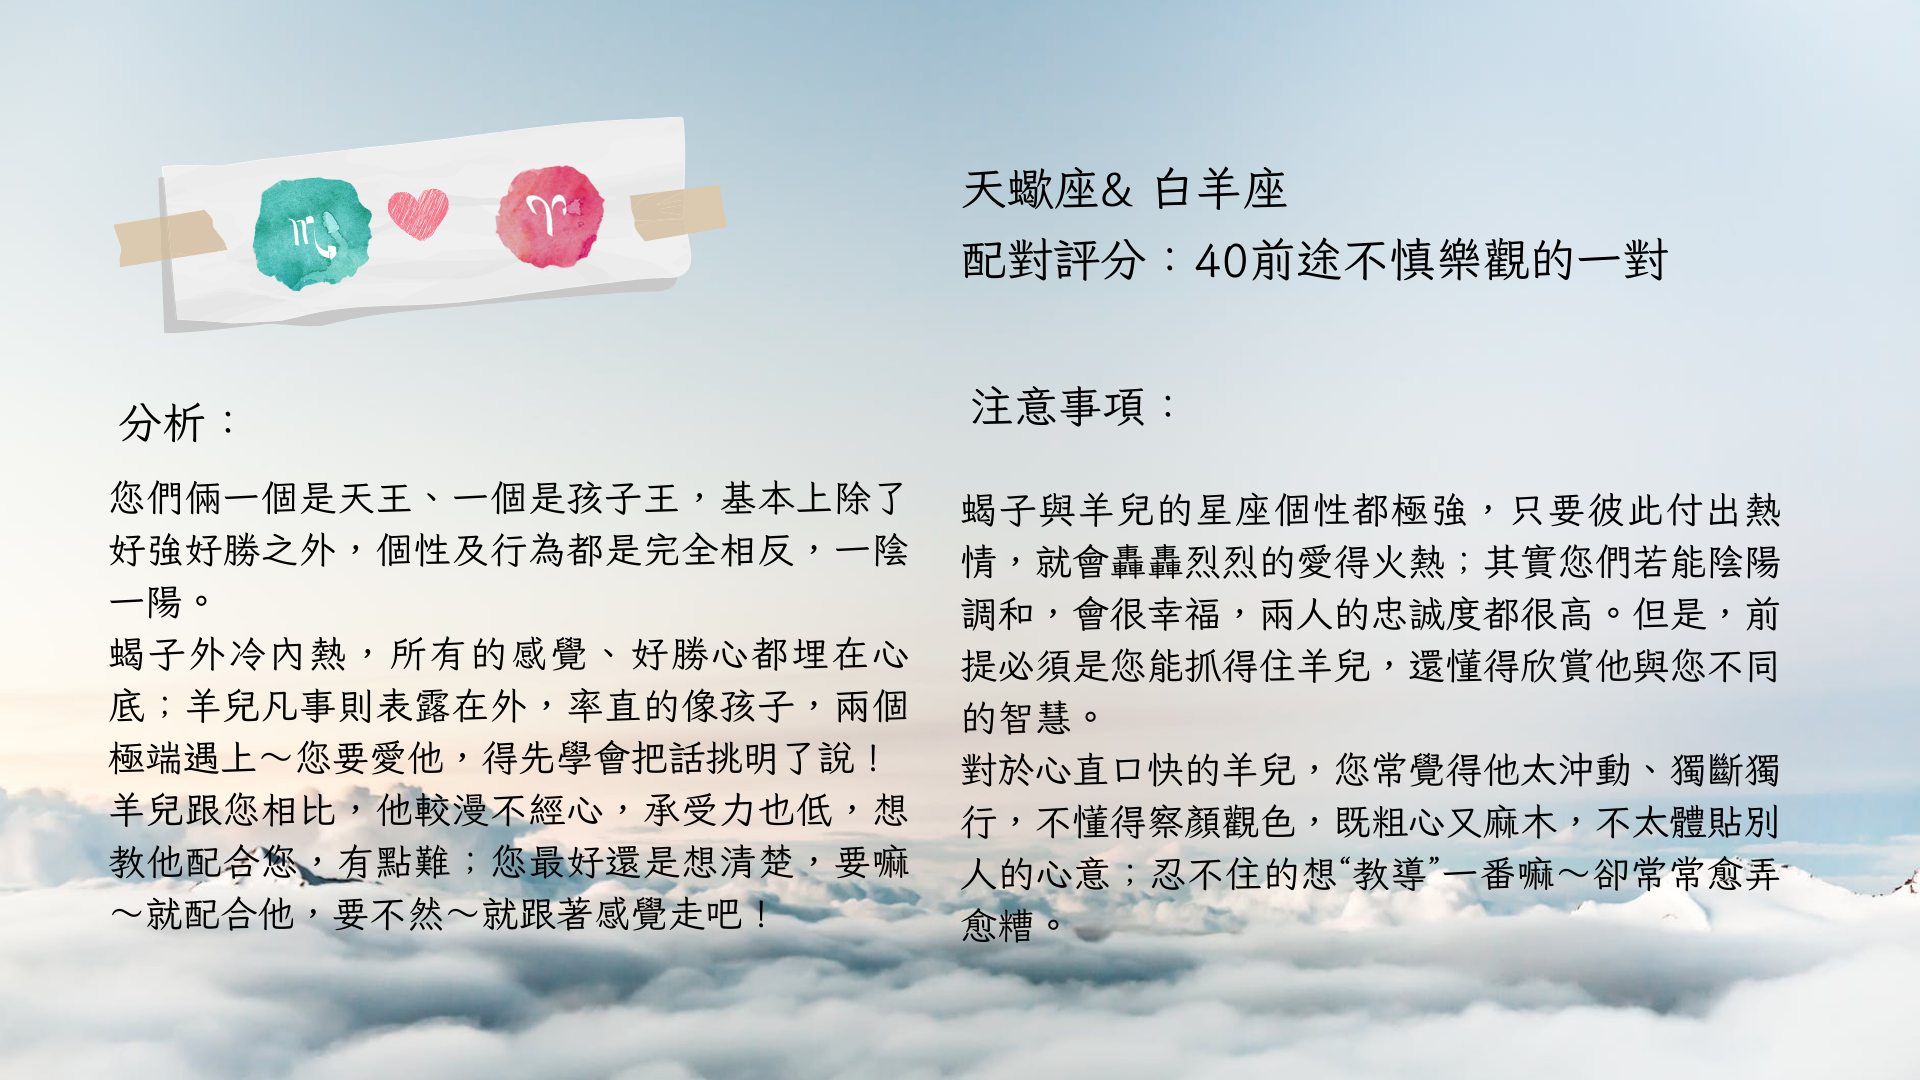 天蠍座& 白羊座
配對評分：40前途不慎樂觀的一對
分析：
您們倆一個是天王、一個是孩子王，基本上除了
好強好勝之外，個性及行為都是完全相反，一陰
一陽。
蝎子外冷內熱，所有的感覺、好勝心都埋在心
底；羊兒凡事則表露在外，率直的像孩子，兩個
極端遇上～您要愛他，得先學會把話挑明了說！
羊兒跟您相比，他較漫不經心，承受力也低，想
教他配合您，有點難；您最好還是想清楚，要嘛
～就配合他，要不然～就跟著感覺走吧！
注意事項：
蝎子與羊兒的星座個性都極強，只要彼此付出熱
情，就會轟轟烈烈的愛得火熱；其實您們若能陰陽
調和，會很幸福，兩人的忠誠度都很高。但是，前
提必須是您能抓得住羊兒，還懂得欣賞他與您不同
的智慧。
對於心直口快的羊兒，您常覺得他太沖動、獨斷獨
行，不懂得察顏觀色，既粗心又麻木，不太體貼別
人的心意；忍不住的想“教導”一番嘛～卻常常愈弄
愈糟。